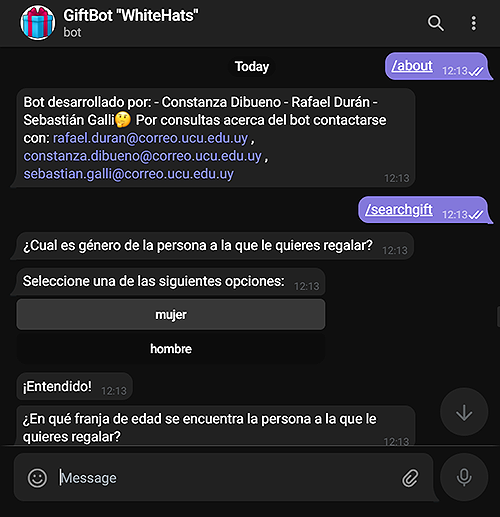 GiftBot "WhiteHats"
bot
Today
/about 12:13
Bot desarrollado por: - Constanza Dibueno - Rafael Durán -
Sebastián Galli🤔 Por consultas acerca del bot contactarse
con: rafael.duran@correo.ucu.edu.uy ,
constanza.dibueno@correo.ucu.edu.uy ,
sebastian.galli@correo.ucu.edu.uy
12:13
/searchgift 12:13
¿Cual es género de la persona a la que le quieres regalar? 12:13
Seleccione una de las siguientes opciones: 12:13
mujer
hombre
¡Entendido! 12:13
¿En qué franja de edad se encuentra la persona a la que le
quieres regalar? 12:13
Message